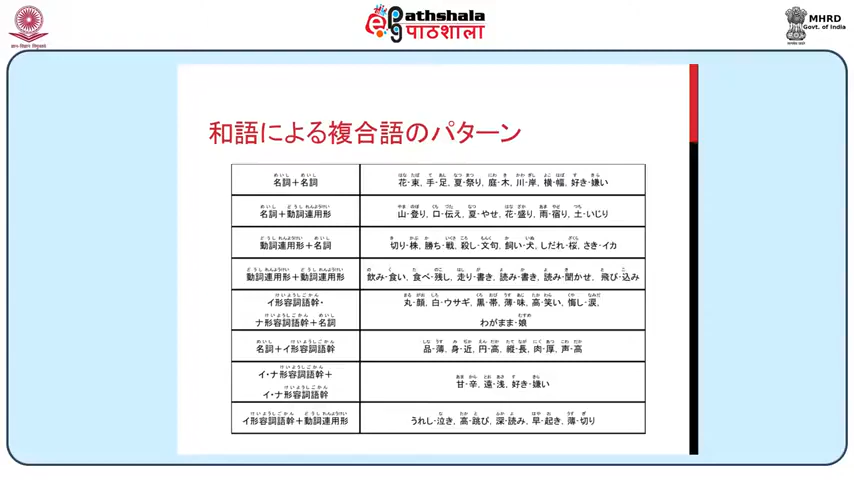 ePathshala
पाठशाला
MHRD
Govt. of India
和語による複合語のパターン
名詞＋名詞
花・束, 手・足, 夏・祭り, 庭・木, 川・岸, 横・幅, 好き・嫌い
名詞＋動詞連用形
山・登り, 口・伝え, 夏・やせ, 花・盛り, 雨・宿り, 土・いじり
動詞連用形＋名詞
切り・株, 勝ち・戦, 殺し・文句, 飼い・犬, しだれ・桜, さき・イカ
動詞連用形＋動詞連用形
飲み・食い, 食べ・残し, 走り・書き, 読み・書き, 読み・聞かせ, 飛び・込み
イ形容詞語幹・
ナ形容詞語幹＋名詞
丸・顔, 白・ウサギ, 黒・帯, 薄・味, 高・笑い, 悔し・涙,
わがまま・娘
名詞＋イ形容詞語幹
品・薄, 身・近, 円・高, 縦・長, 肉・厚, 声・高
イ・ナ形容詞語幹＋
イ・ナ形容詞語幹
甘・辛, 遠・浅, 好き・嫌い
イ形容詞語幹＋動詞連用形
うれし・泣き, 高・跳び, 深・読み, 早・起き, 薄・切り